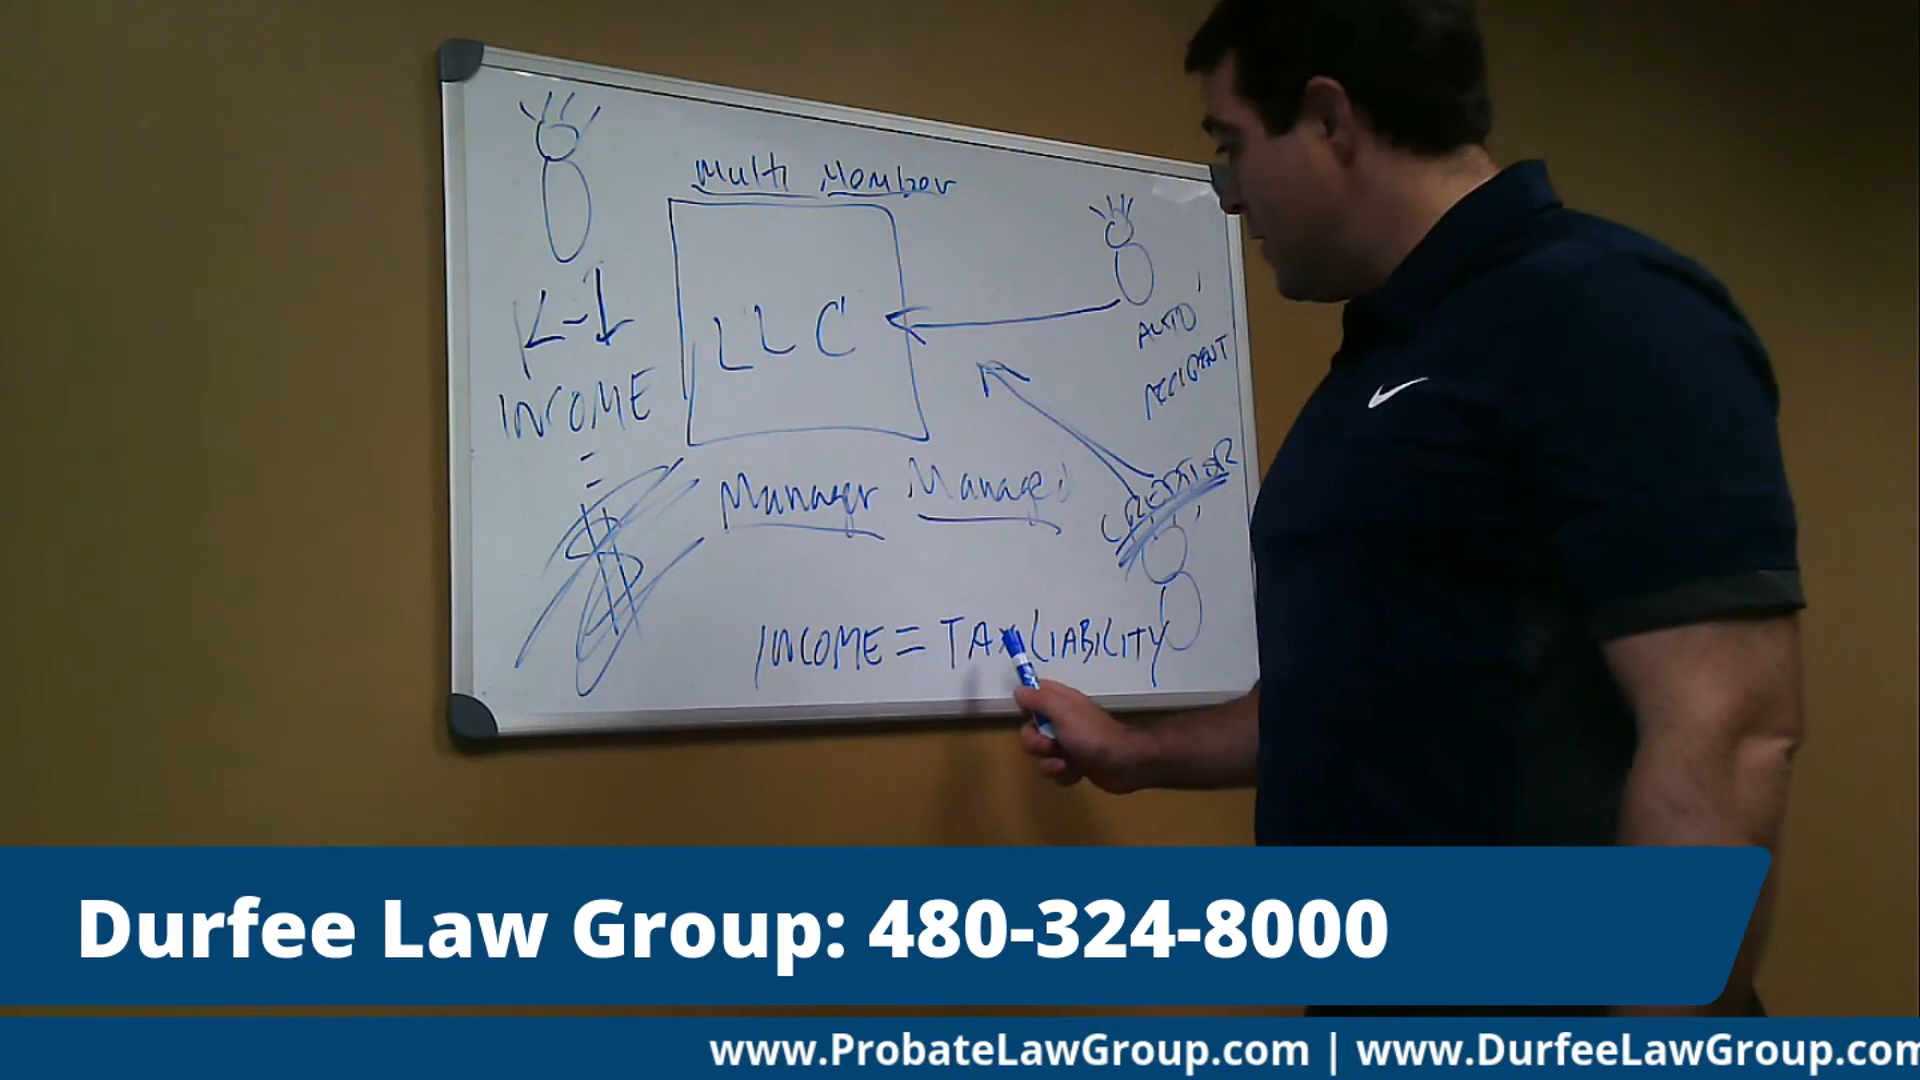 Multi Member
LLC
K-1
INCOME
=
$
AUTO
ACCIDENT
CREDITOR
Manager Managed
INCOME = TAX LIABILITY
Durfee Law Group: 480-324-8000
www.ProbateLawGroup.com | www.DurfeeLawGroup.com